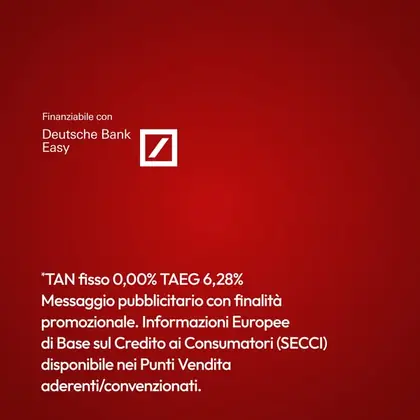 Finanziabile con
Deutsche Bank
Easy
*TAN fisso 0,00% TAEG 6,28%
Messaggio pubblicitario con finalità
promozionale. Informazioni Europee
di Base sul Credito ai Consumatori (SECCI)
disponibile nei Punti Vendita
aderenti/convenzionati.